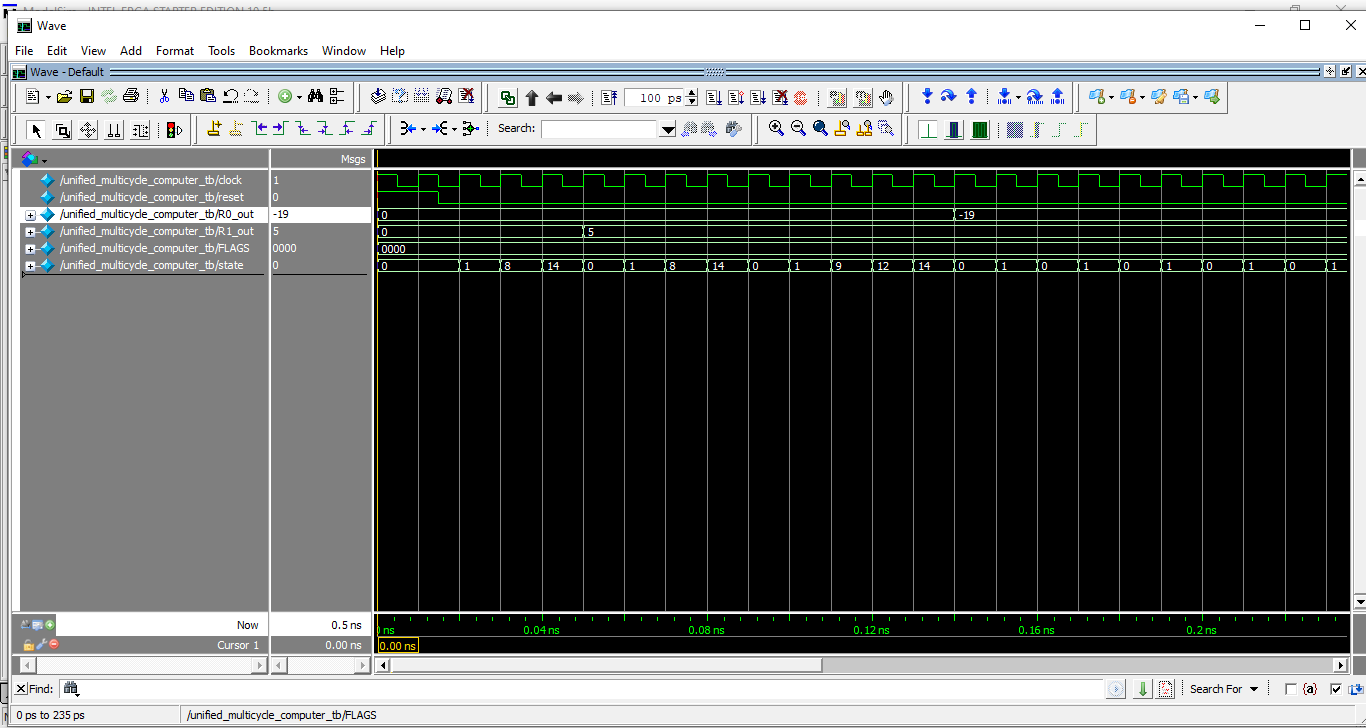 Wave
File Edit View Add Format Tools Bookmarks Window Help
Wave - Default
100 ps
Search:
Msgs
/unified_multicycle_computer_tb/clock 1
/unified_multicycle_computer_tb/reset 0
/unified_multicycle_computer_tb/R0_out -19 0 -19
/unified_multicycle_computer_tb/R1_out 5 0 5
/unified_multicycle_computer_tb/FLAGS 0000 0000
/unified_multicycle_computer_tb/state 0 0 1 8 14 0 1 8 14 0 1 9 12 14 0 1 0 1 0 1 0 1 0 1
Now 0.5 ns ns 0.04 ns 0.08 ns 0.12 ns 0.16 ns 0.2 ns
Cursor 1 0.00 ns 0.00 ns
Find: Search For {a}
0 ps to 235 ps /unified_multicycle_computer_tb/FLAGS